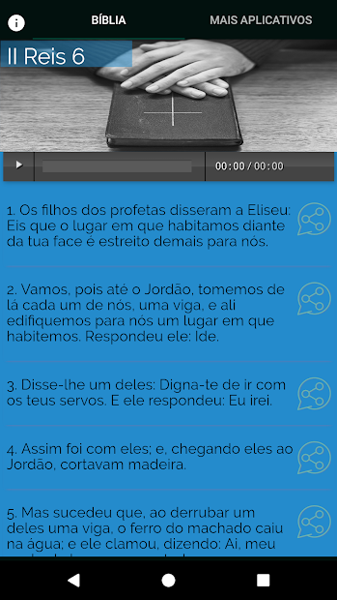 BÍBLIA
MAIS APLICATIVOS
II Reis 6
00:00 / 00:00
1. Os filhos dos profetas disseram a Eliseu:
Eis que o lugar em que habitamos diante
da tua face é estreito demais para nós.
2. Vamos, pois até o Jordão, tomemos de
lá cada um de nós, uma viga, e ali
edifiquemos para nós um lugar em que
habitemos. Respondeu ele: Ide.
3. Disse-lhe um deles: Digna-te de ir com
os teus servos. E ele respondeu: Eu irei.
4. Assim foi com eles; e, chegando eles ao
Jordão, cortavam madeira.
5. Mas sucedeu que, ao derrubar um
deles uma viga, o ferro do machado caiu
na água; e ele clamou, dizendo: Ai, meu